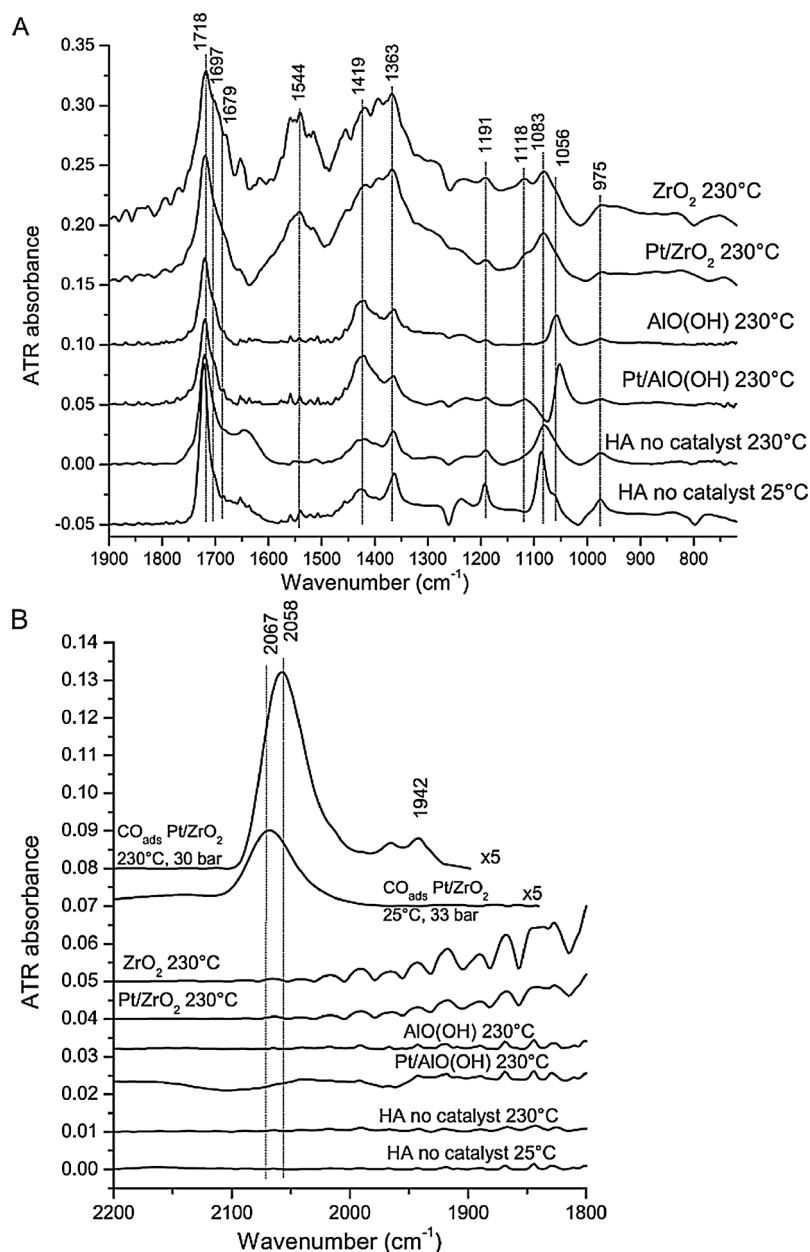 A
1718
1697
1679
1544
1419
1363
1191
1118
1083
1056
975
0.35
0.30
0.25
0.20
0.15
0.10
0.05
0.00
-0.05
ATR absorbance
ZrO₂ 230°C
Pt/ZrO₂ 230°C
AlO(OH) 230°C
Pt/AlO(OH) 230°C
HA no catalyst 230°C
HA no catalyst 25°C
1900 1800 1700 1600 1500 1400 1300 1200 1100 1000 900 800
Wavenumber (cm⁻¹)
B
2067
2058
1942
0.14
0.13
0.12
0.11
0.10
0.09
0.08
0.07
0.06
0.05
0.04
0.03
0.02
0.01
0.00
ATR absorbance
COads Pt/ZrO₂
230°C, 30 bar
x5
COads Pt/ZrO₂
25°C, 33 bar
x5
ZrO₂ 230°C
Pt/ZrO₂ 230°C
AlO(OH) 230°C
Pt/AlO(OH) 230°C
HA no catalyst 230°C
HA no catalyst 25°C
2200 2100 2000 1900 1800
Wavenumber (cm⁻¹)